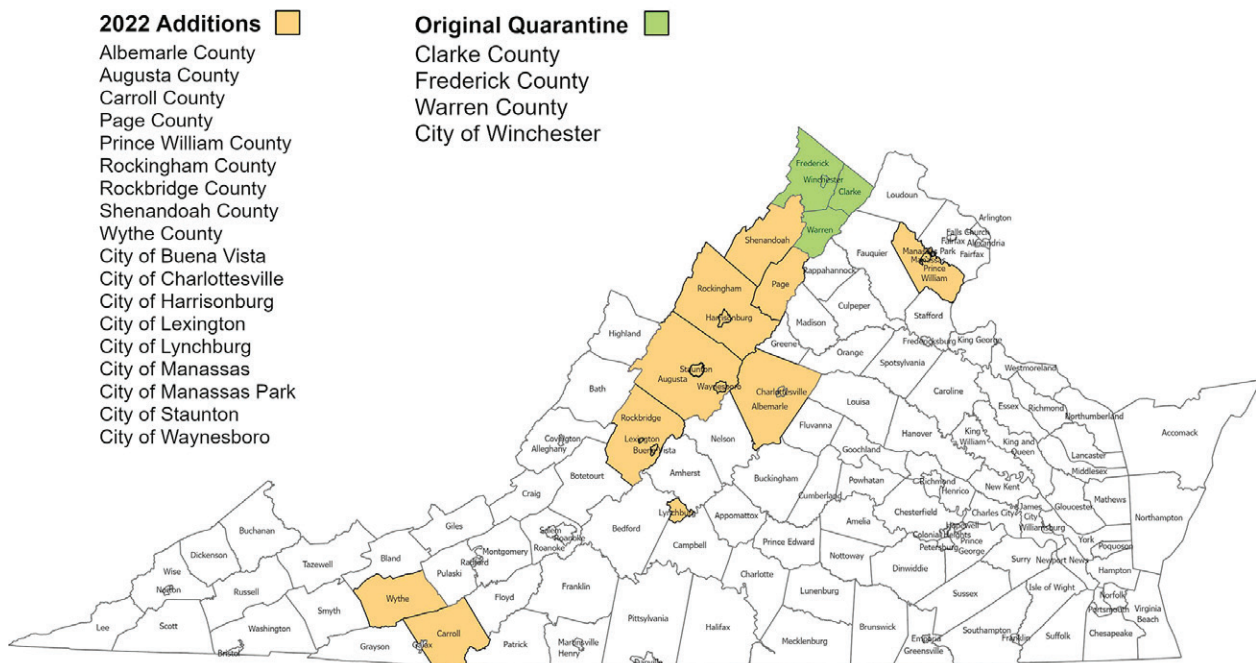 2022 Additions
Albemarle County
Augusta County
Carroll County
Page County
Prince William County
Rockingham County
Rockbridge County
Shenandoah County
Wythe County
City of Buena Vista
City of Charlottesville
City of Harrisonburg
City of Lexington
City of Lynchburg
City of Manassas
City of Manassas Park
City of Staunton
City of Waynesboro
Original Quarantine
Clarke County
Frederick County
Warren County
City of Winchester
Frederick
Winchester
Clarke
Loudoun
Arlington
Falls Church
Fairfax
Alexandria
Fairfax
Warren
Shenandoah
Fauquier
Manassas Park
Prince
William
Rappahannock
Page
Rockingham
Culpeper
Stafford
Harrisonburg
Madison
Highland
Greene
Orange
Fredericksburg
King George
Spotsylvania
Westmoreland
Staunton
Augusta
Waynesboro
Bath
Charlottesville
Albemarle
Louisa
Caroline
Essex
Richmond
Northumberland
Rockbridge
Accomack
Fluvanna
Lexington
Buena Vista
Nelson
Hanover
King
William
King and
Queen
Covington
Alleghany
Goochland
Lancaster
Middlesex
Botetourt
Amherst
Buckingham
Powhatan
Richmond
Henrico
New Kent
Craig
Cumberland
Mathews
Lynchburg
Appomattox
Chesterfield
Charles City
James
City
Gloucester
Northampton
Buchanan
Giles
Bedford
Amelia
Williamsburg
Salem
Roanoke
Roanoke
Hopewell
Colonial Heights
Prince
George
York
Dickenson
Bland
Montgomery
Campbell
Prince Edward
Petersburg
Poquoson
Tazewell
Radford
Pulaski
Nottoway
Dinwiddie
Surry
Newport News
Wise
Hampton
Norton
Russell
Wythe
Floyd
Franklin
Charlotte
Lunenburg
Sussex
Isle of Wight
Norfolk
Smyth
Pittsylvania
Portsmouth
Virginia
Beach
Lee
Scott
Washington
Carroll
Halifax
Brunswick
Southampton
Suffolk
Chesapeake
Bristol
Grayson
Galax
Patrick
Martinsville
Henry
Mecklenburg
Emporia
Greensville
Franklin